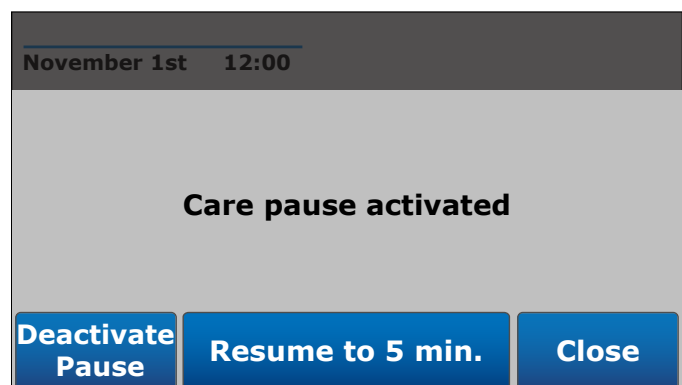 November 1st 12:00
Care pause activated
Deactivate
Pause
Resume to 5 min.
Close